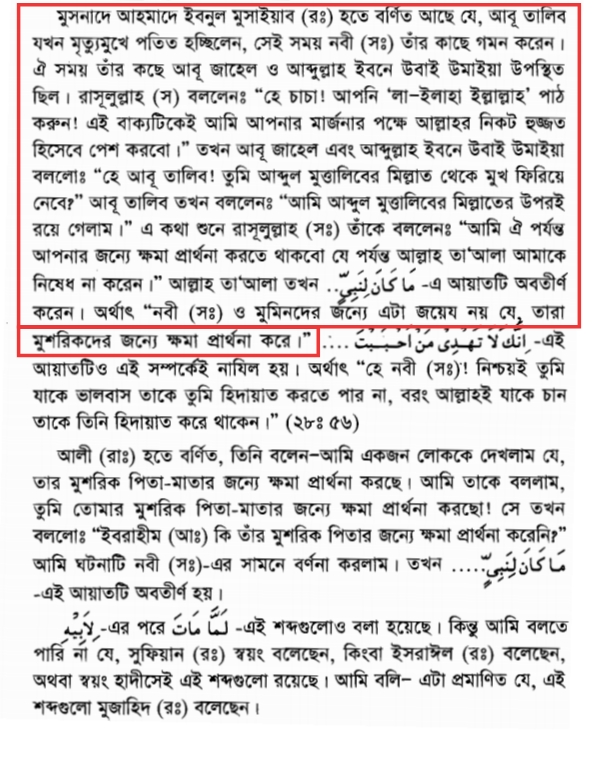 মুসনাদে আহমাদে ইবনুল মুসাইয়াব (রঃ) হতে বর্ণিত আছে যে, আবূ তালিব
যখন মৃত্যুমুখে পতিত হচ্ছিলেন, সেই সময় নবী (সঃ) তাঁর কাছে গমন করেন।
ঐ সময় তাঁর কছে আবূ জাহেল ও আব্দুল্লাহ ইবনে উবাই উমাইয়া উপস্থিত
ছিল। রাসূলুল্লাহ (স) বললেনঃ “হে চাচা! আপনি ‘লা-ইলাহা ইল্লাল্লাহ’ পাঠ
করুন! এই বাক্যটিকেই আমি আপনার মার্জনার পক্ষে আল্লাহর নিকট হুজ্জত
হিসেবে পেশ করবো।” তখন আবূ জাহেল এবং আব্দুল্লাহ ইবনে উবাই উমাইয়া
বললোঃ “হে আবূ তালিব! তুমি আব্দুল মুত্তালিবের মিল্লাত থেকে মুখ ফিরিয়ে
নেবে?” আবূ তালিব তখন বললেনঃ “আমি আব্দুল মুত্তালিবের মিল্লাতের উপরই
রয়ে গেলাম।” এ কথা শুনে রাসূলুল্লাহ (সঃ) তাঁকে বললেনঃ “আমি ঐ পর্যন্ত
আপনার জন্যে ক্ষমা প্রার্থনা করতে থাকবো যে পর্যন্ত আল্লাহ তা‘আলা আমাকে
নিষেধ না করেন।” আল্লাহ তা‘আলা তখন ..مَا كَانَ لِنَبِيٍّ -এ আয়াতটি অবতীর্ণ
করেন। অর্থাৎ “নবী (সঃ) ও মুমিনদের জন্যে এটা জয়েয নয় যে, তারা
মুশরিকদের জন্যে ক্ষমা প্রার্থনা করে।” ....اِنَّكَ لَا تَهْدِىْ مَنْ اَحْبَبْتَ -এই
আয়াতটিও এই সম্পর্কেই নাযিল হয়। অর্থাৎ “হে নবী (সঃ)! নিশ্চয়ই তুমি
যাকে ভালবাস তাকে তুমি হিদায়াত করতে পার না, বরং আল্লাহই যাকে চান
তাকে তিনি হিদায়াত করে থাকেন।” (২৮ঃ ৫৬)
আলী (রাঃ) হতে বর্ণিত, তিনি বলেন-আমি একজন লোককে দেখলাম যে,
তার মুশরিক পিতা-মাতার জন্যে ক্ষমা প্রার্থনা করছে। আমি তাকে বললাম,
তুমি তোমার মুশরিক পিতা-মাতার জন্যে ক্ষমা প্রার্থনা করছো! সে তখন
বললোঃ “ইবরাহীম (আঃ) কি তাঁর মুশরিক পিতার জন্যে ক্ষমা প্রার্থনা করেনি?”
আমি ঘটনাটি নবী (সঃ)-এর সামনে বর্ণনা করলাম। তখন .....مَا كَانَ لِنَبِيٍّ
-এই আয়াতটি অবতীর্ণ হয়।
لِاَبِيْهِ -এর পরে لَمَّا مَاتَ -এই শব্দগুলোও বলা হয়েছে। কিন্তু আমি বলতে
পারি না যে, সুফিয়ান (রঃ) স্বয়ং বলেছেন, কিংবা ইসরাঈল (রঃ) বলেছেন,
অথবা স্বয়ং হাদীসেই এই শব্দগুলো রয়েছে। আমি বলি- এটা প্রমাণিত যে, এই
শব্দগুলো মুজাহিদ (রঃ) বলেছেন।